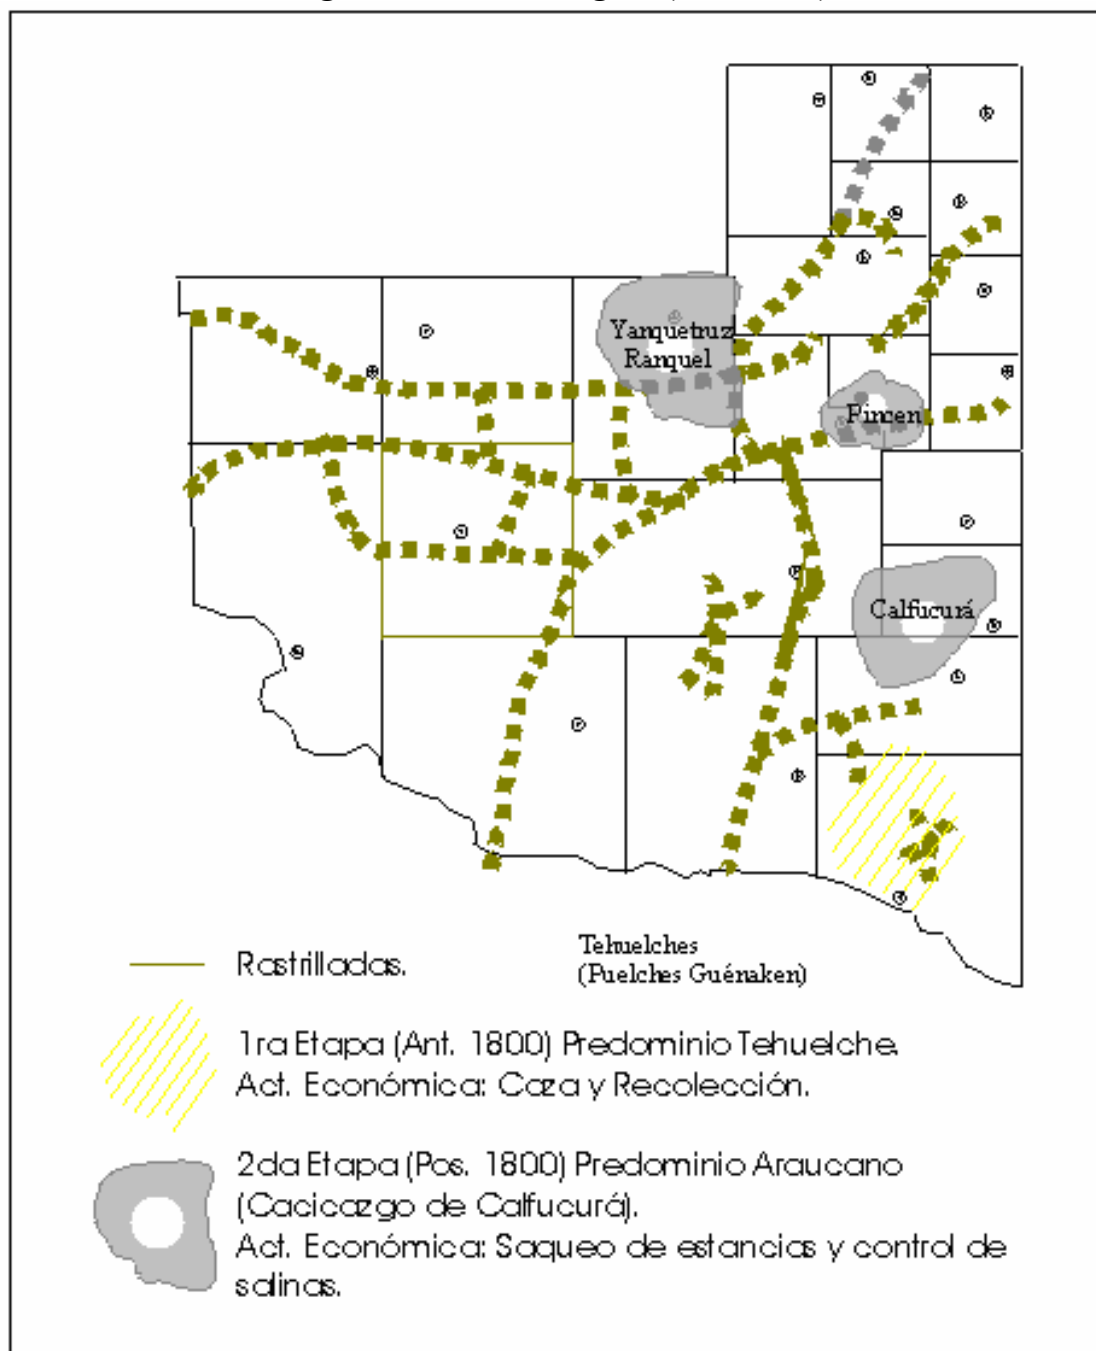 Yanquetruz
Ranquel
Pincen
Calfucurá
Tehuelches
(Puelches Guénaken)
Rastrilladas.
1ra Etapa (Ant. 1800) Predominio Tehuelche.
Act. Económica: Caza y Recolección.
2da Etapa (Pos. 1800) Predominio Araucano
(Cacicazgo de Calfucurá).
Act. Económica: Saqueo de estancias y control de
salinas.